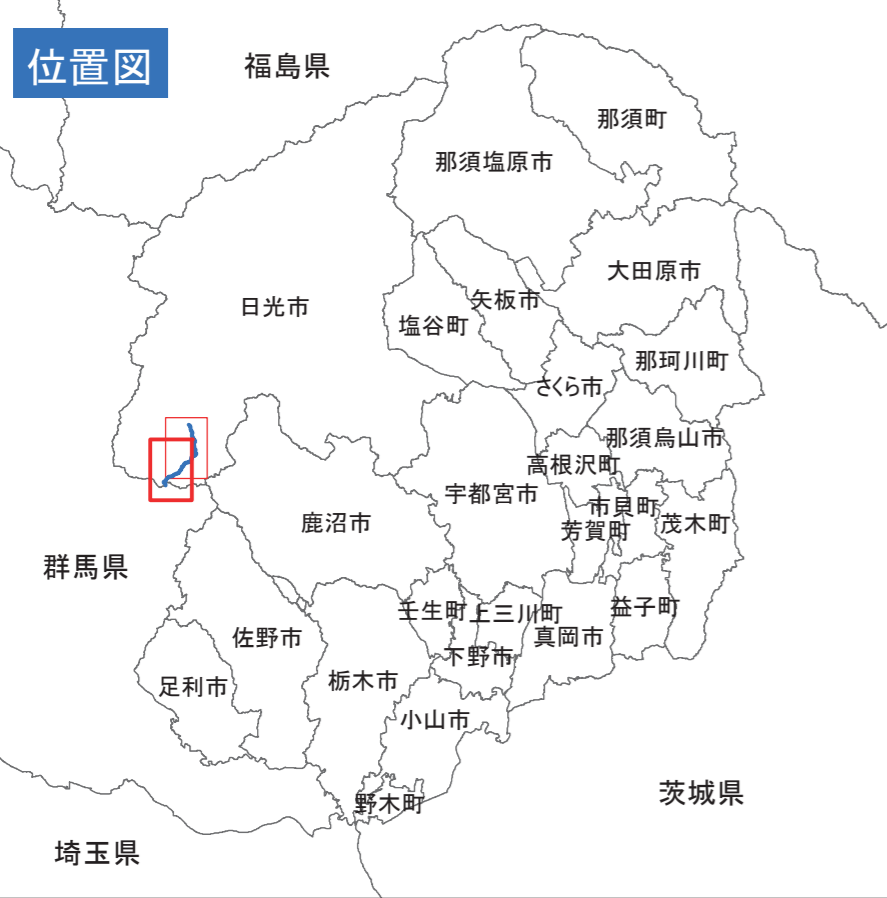 位置図
福島県
那須町
那須塩原市
大田原市
日光市
矢板市
塩谷町
那珂川町
さくら市
那須烏山市
高根沢町
宇都宮市
市貝町
茂木町
鹿沼市
芳賀町
群馬県
壬生町
上三川町
益子町
佐野市
真岡市
下野市
栃木市
足利市
小山市
茨城県
野木町
埼玉県